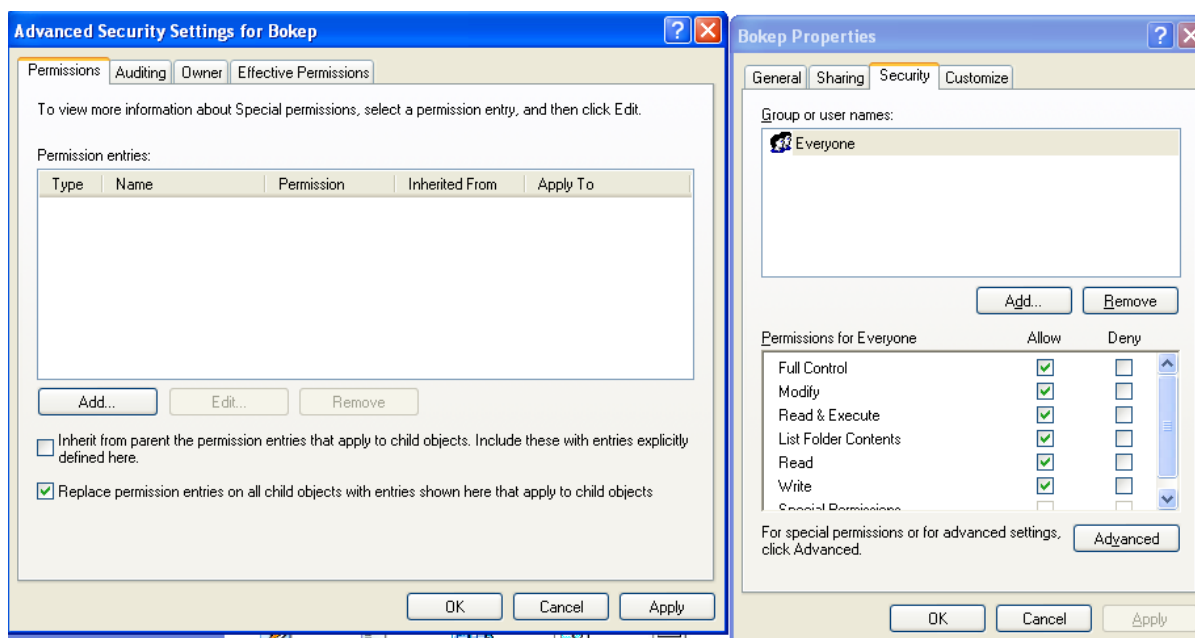 Advanced Security Settings for Bokep
Permissions Auditing Owner Effective Permissions
To view more information about Special permissions, select a permission entry, and then click Edit.
Permission entries:
Type Name Permission Inherited From Apply To
Add... Edit... Remove
Inherit from parent the permission entries that apply to child objects. Include these with entries explicitly
defined here.
Replace permission entries on all child objects with entries shown here that apply to child objects
OK Cancel Apply
Bokep Properties
General Sharing Security Customize
Group or user names:
Everyone
Add... Remove
Permissions for Everyone Allow Deny
Full Control
Modify
Read & Execute
List Folder Contents
Read
Write
Special Permissions
For special permissions or for advanced settings,
click Advanced.
Advanced
OK Cancel Apply